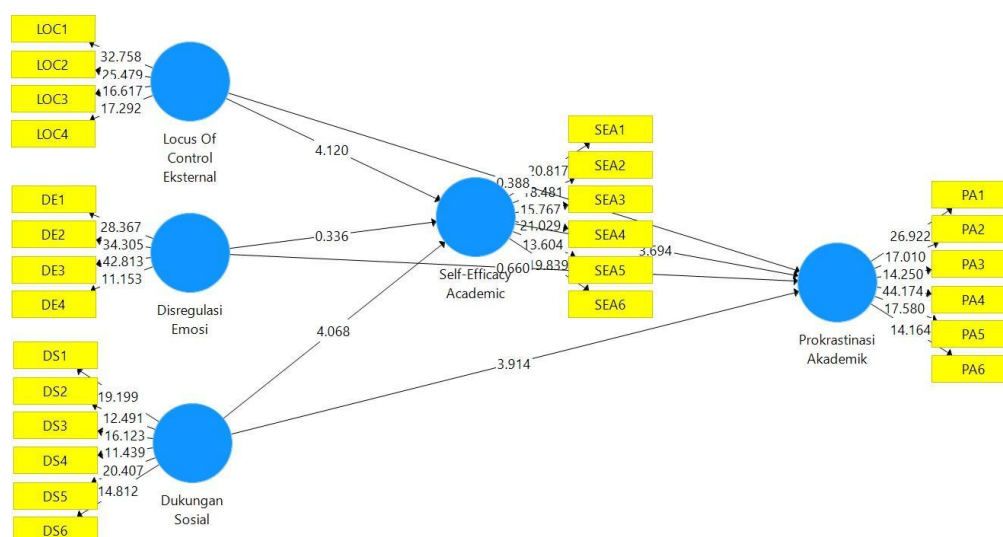 LOC1
LOC2
LOC3
LOC4
32.758
25.479
16.617
17.292
Locus Of
Control
Eksternal
DE1
DE2
DE3
DE4
28.367
34.305
42.813
11.153
Disregulasi
Emosi
DS1
DS2
DS3
DS4
DS5
DS6
19.199
12.491
16.123
11.439
20.407
14.812
Dukungan
Sosial
4.120
0.336
4.068
0.388
0.660
3.694
3.914
Self-Efficacy
Academic
SEA1
SEA2
SEA3
SEA4
SEA5
SEA6
20.817
15.767
21.029
13.604
19.839
Prokrastinasi
Akademik
26.922
17.010
14.250
44.174
17.580
14.164
PA1
PA2
PA3
PA4
PA5
PA6